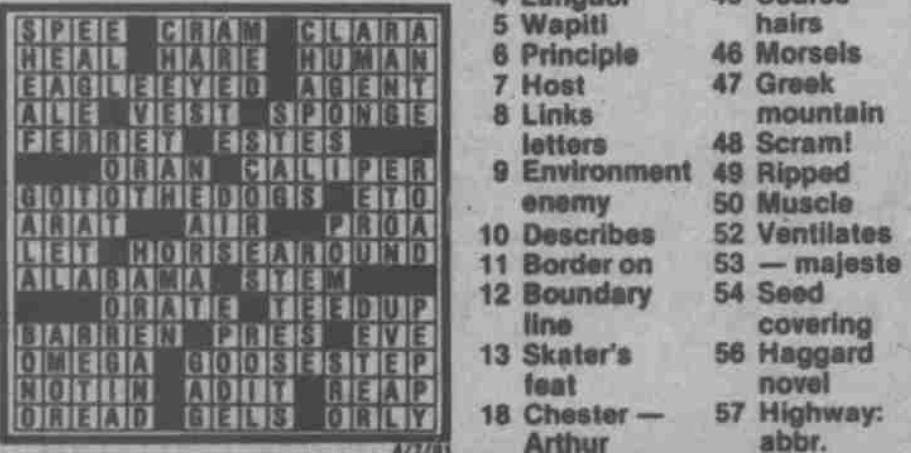 SPEE CRAM CLARA
HEAL HARE HUMAN
EAGLEEYED AGENT
ALE VEST SPONGE
FERRET ESTES
ORAN CALIPER
GOTOTHEDOGS ETO
ARAT AIR PROA
LET HORSEAROUND
ALABAMA STEM
ORATE TEEDUP
BARREN PRES EVE
OMEGA GOOSESTEP
NOTIN ADIT REAP
OREAD GELS ORLY
4 Languor
5 Wapiti
6 Principle
7 Host
8 Links
letters
9 Environment
enemy
10 Describes
11 Border on
12 Boundary
line
13 Skater's
feat
18 Chester —
Arthur
hairs
46 Morsels
47 Greek
mountain
48 Scram!
49 Ripped
50 Muscle
52 Ventilates
53 — majeste
54 Seed
covering
56 Haggard
novel
57 Highway:
abbr.